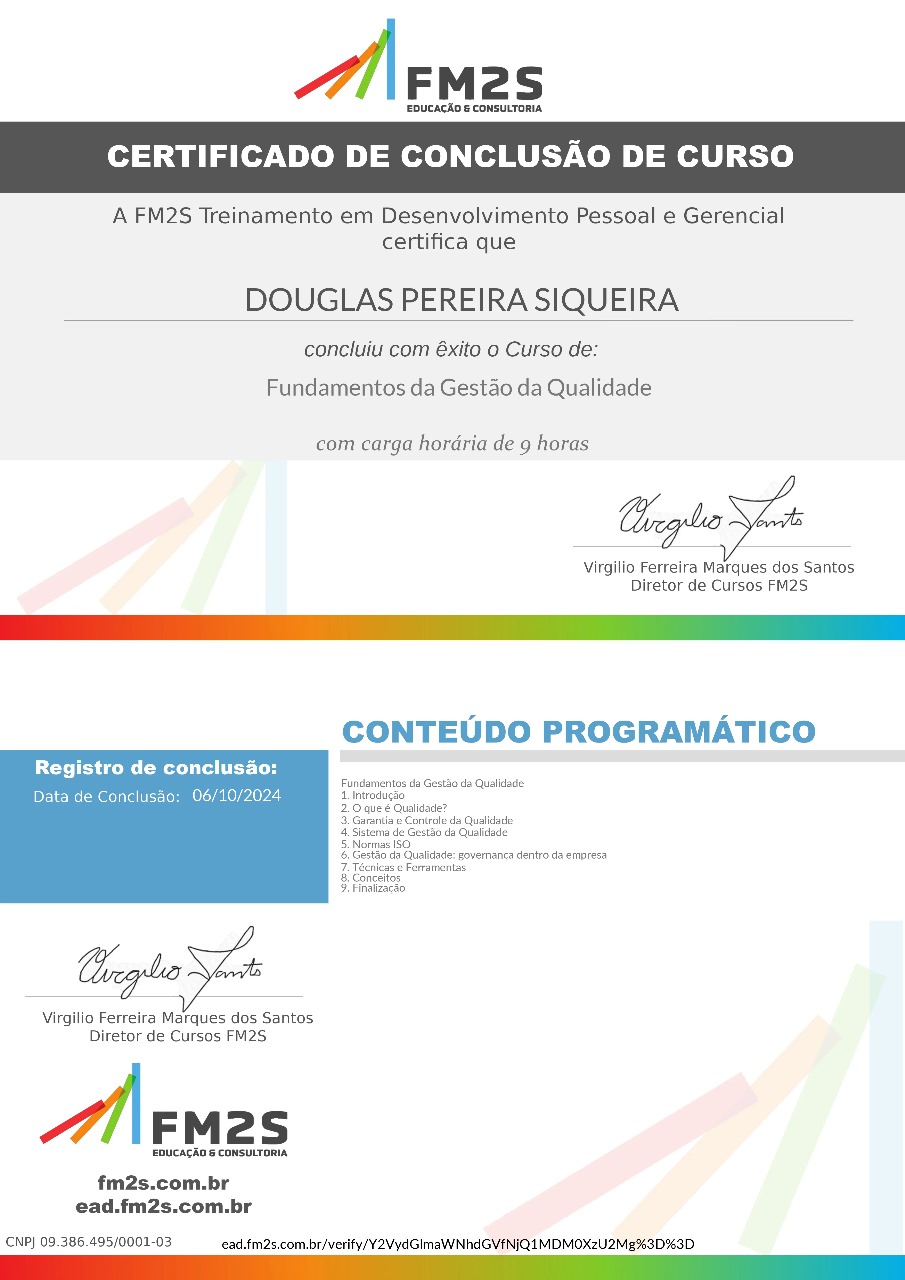 FM2S
EDUCAÇÃO & CONSULTORIA
CERTIFICADO DE CONCLUSÃO DE CURSO
A FM2S Treinamento em Desenvolvimento Pessoal e Gerencial
certifica que
DOUGLAS PEREIRA SIQUEIRA
concluiu com êxito o Curso de:
Fundamentos da Gestão da Qualidade
com carga horária de 9 horas
Virgilio Santo
Virgilio Ferreira Marques dos Santos
Diretor de Cursos FM2S
CONTEÚDO PROGRAMÁTICO
Registro de conclusão:
Data de Conclusão: 06/10/2024
Fundamentos da Gestão da Qualidade
1. Introdução
2. O que é Qualidade?
3. Garantia e Controle da Qualidade
4. Sistema de Gestão da Qualidade
5. Normas ISO
6. Gestão da Qualidade: governança dentro da empresa
7. Técnicas e Ferramentas
8. Conceitos
9. Finalização
Virgilio Santo
Virgilio Ferreira Marques dos Santos
Diretor de Cursos FM2S
FM2S
EDUCAÇÃO & CONSULTORIA
fm2s.com.br
ead.fm2s.com.br
CNPJ 09.386.495/0001-03
ead.fm2s.com.br/verify/Y2VydGlmaWNhdGVfNjQ1MDM0XzU2Mg%3D%3D